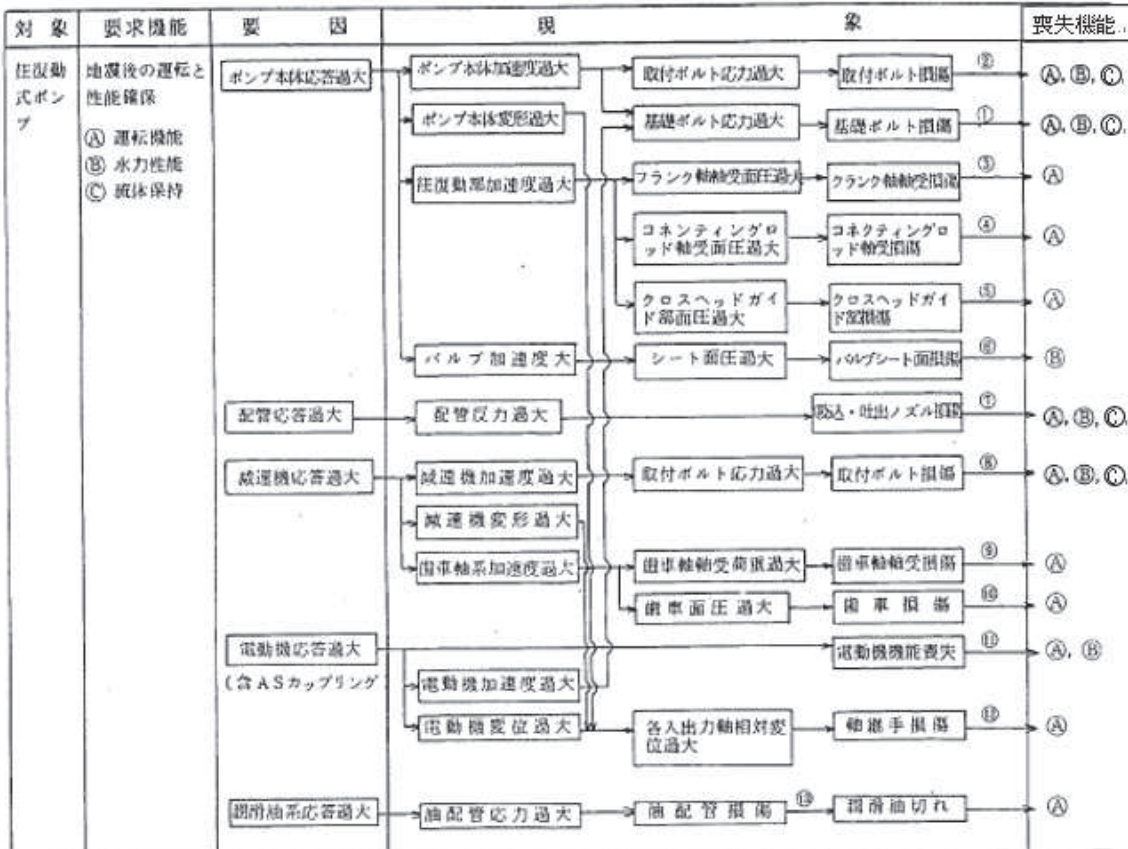 対象 要求機能 要因 現象 喪失機能
往復動式ポンプ
地震後の運転と
性能確保
Ⓐ 運転機能
Ⓑ 水力性能
Ⓒ 流体保持
ポンプ本体応答過大 ポンプ本体加速度過大 取付ボルト応力過大 取付ボルト損傷 ② Ⓐ, Ⓑ, Ⓒ
ポンプ本体変形過大 基礎ボルト応力過大 基礎ボルト損傷 ① Ⓐ, Ⓑ, Ⓒ
往復動部加速度過大 フランク軸軸受面圧過大 クランク軸軸受損傷 ③ Ⓐ
コネンティングロ
ッド軸受面圧過大
コネクティングロ
ッド軸受損傷
④ Ⓐ
クロスヘッドガイ
ド部面圧過大
クロスヘッドガイ
ド部損傷
⑤ Ⓐ
バルブ加速度大 シート面圧過大 バルブシート面損傷 ⑥ Ⓑ
配管応答過大 配管反力過大 吸込・吐出ノズル損傷 ⑦ Ⓐ, Ⓑ, Ⓒ
減速機応答過大 減速機加速度過大 取付ボルト応力過大 取付ボルト損傷 ⑧ Ⓐ, Ⓑ, Ⓒ
減速機変形過大
歯車軸系加速度過大 歯車軸軸受荷重過大 歯車軸軸受損傷 ⑨ Ⓐ
歯車面圧過大 歯車損傷 ⑩ Ⓐ
電動機応答過大 電動機機能喪失 ⑪ Ⓐ, Ⓑ
(含ASカップリング
電動機加速度過大
電動機変位過大 各入出力軸相対変
位過大
軸継手損傷 ⑫ Ⓐ
潤滑油系応答過大 油配管応力過大 油配管損傷 ⑬ 潤滑油切れ Ⓐ